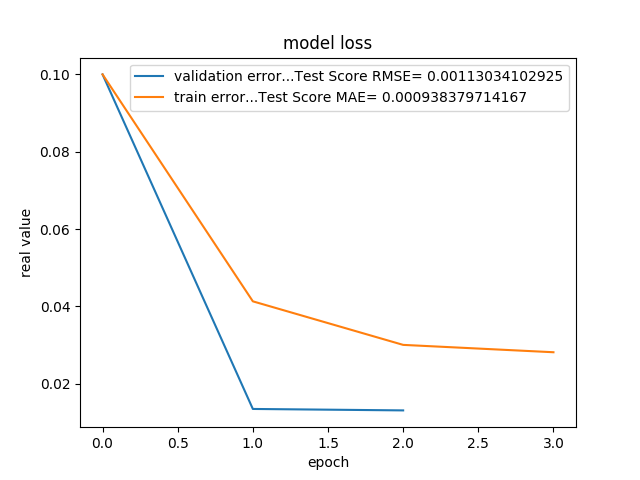 model loss
validation error...Test Score RMSE= 0.00113034102925
train error...Test Score MAE= 0.000938379714167
0.10
0.08
0.06
0.04
0.02
real value
0.0 0.5 1.0 1.5 2.0 2.5 3.0
epoch